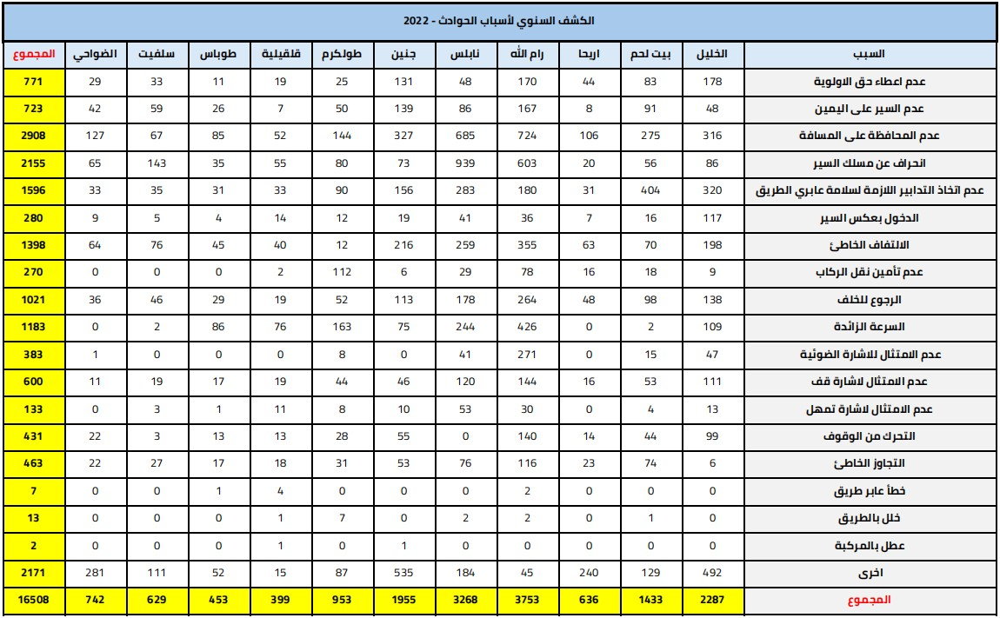 الكشف السنوي لأسباب الحوادث - 2022
السبب الخليل بيت لحم اريحا رام الله نابلس جنين طولكرم قلقيلية طوباس سلفيت الضواحي المجموع
عدم اعطاء حق الاولوية 178 83 44 170 48 131 25 19 11 33 29 771
عدم السير على اليمين 48 91 8 167 86 139 50 7 26 59 42 723
عدم المحافظة على المسافة 316 275 106 724 685 327 144 52 85 67 127 2908
انحراف عن مسلك السير 86 56 20 603 939 73 80 55 35 143 65 2155
عدم اتخاذ التدابير اللازمة لسلامة عابري الطريق 320 404 31 180 283 156 90 33 31 35 33 1596
الدخول بعكس السير 117 16 7 36 41 19 12 14 4 5 9 280
الالتفاف الخاطئ 198 70 63 355 259 216 12 40 45 76 64 1398
عدم تأمين نقل الركاب 9 18 16 78 29 6 112 2 0 0 0 270
الرجوع للخلف 138 98 48 264 178 113 52 19 29 46 36 1021
السرعة الزائدة 109 2 0 426 244 75 163 76 86 2 0 1183
عدم الامتثال للاشارة الضوئية 47 15 0 271 41 0 8 0 0 0 1 383
عدم الامتثال لاشارة قف 111 53 16 144 120 46 44 19 17 19 11 600
عدم الامتثال لاشارة تمهل 13 4 0 30 53 10 8 11 1 3 0 133
التحرك من الوقوف 99 44 14 140 0 55 28 13 13 3 22 431
التجاوز الخاطئ 6 74 23 116 76 53 31 18 17 27 22 463
خطأ عابر طريق 0 0 0 2 0 0 0 4 1 0 0 7
خلل بالطريق 0 1 0 2 2 0 7 1 0 0 0 13
عطل بالمركبة 0 0 0 0 0 1 0 1 0 0 0 2
اخرى 492 129 240 45 184 535 87 15 52 111 281 2171
المجموع 2287 1433 636 3753 3268 1955 953 399 453 629 742 16508